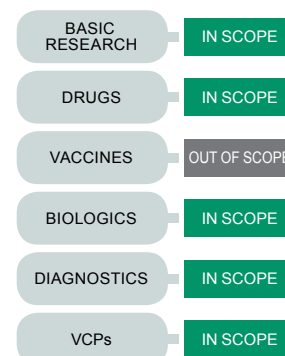 BASIC
RESEARCH
IN SCOPE
DRUGS
IN SCOPE
VACCINES
OUT OF SCOPE
BIOLOGICS
IN SCOPE
DIAGNOSTICS
IN SCOPE
VCPs
IN SCOPE